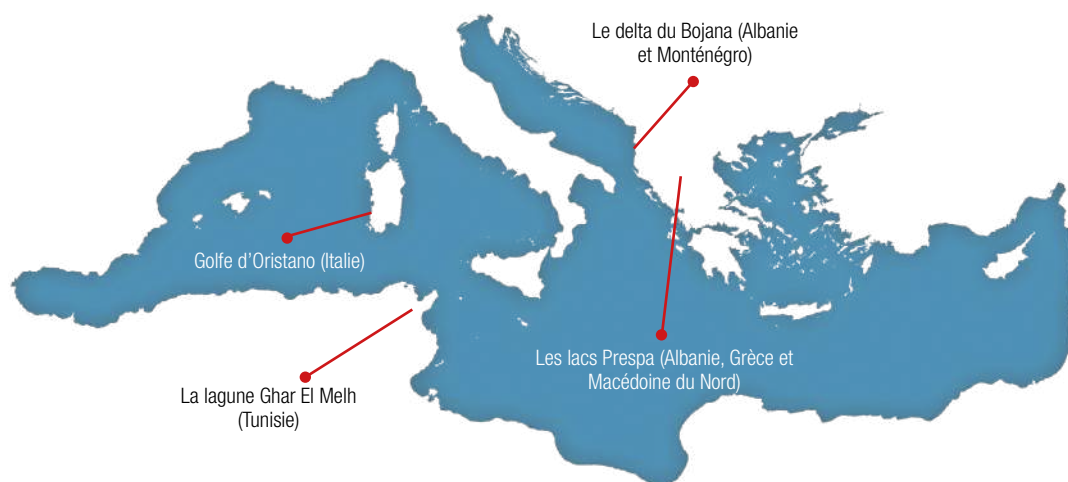 Le delta du Bojana (Albanie
et Monténégro)
Golfe d'Oristano (Italie)
Les lacs Prespa (Albanie, Grèce et
Macédoine du Nord)
La lagune Ghar El Melh
(Tunisie)